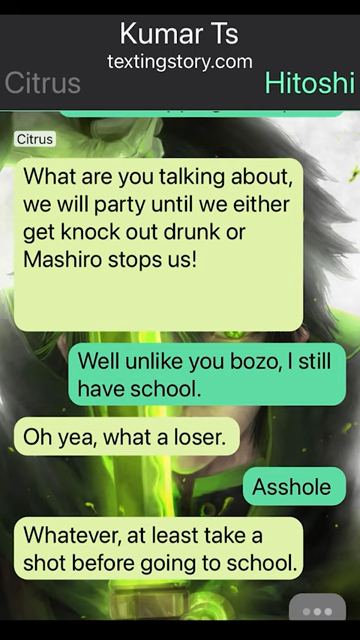 Kumar Ts
textingstory.com
Citrus Hitoshi
Citrus
What are you talking about,
we will party until we either
get knock out drunk or
Mashiro stops us!
Well unlike you bozo, I still
have school.
Oh yea, what a loser.
Asshole
Whatever, at least take a
shot before going to school.